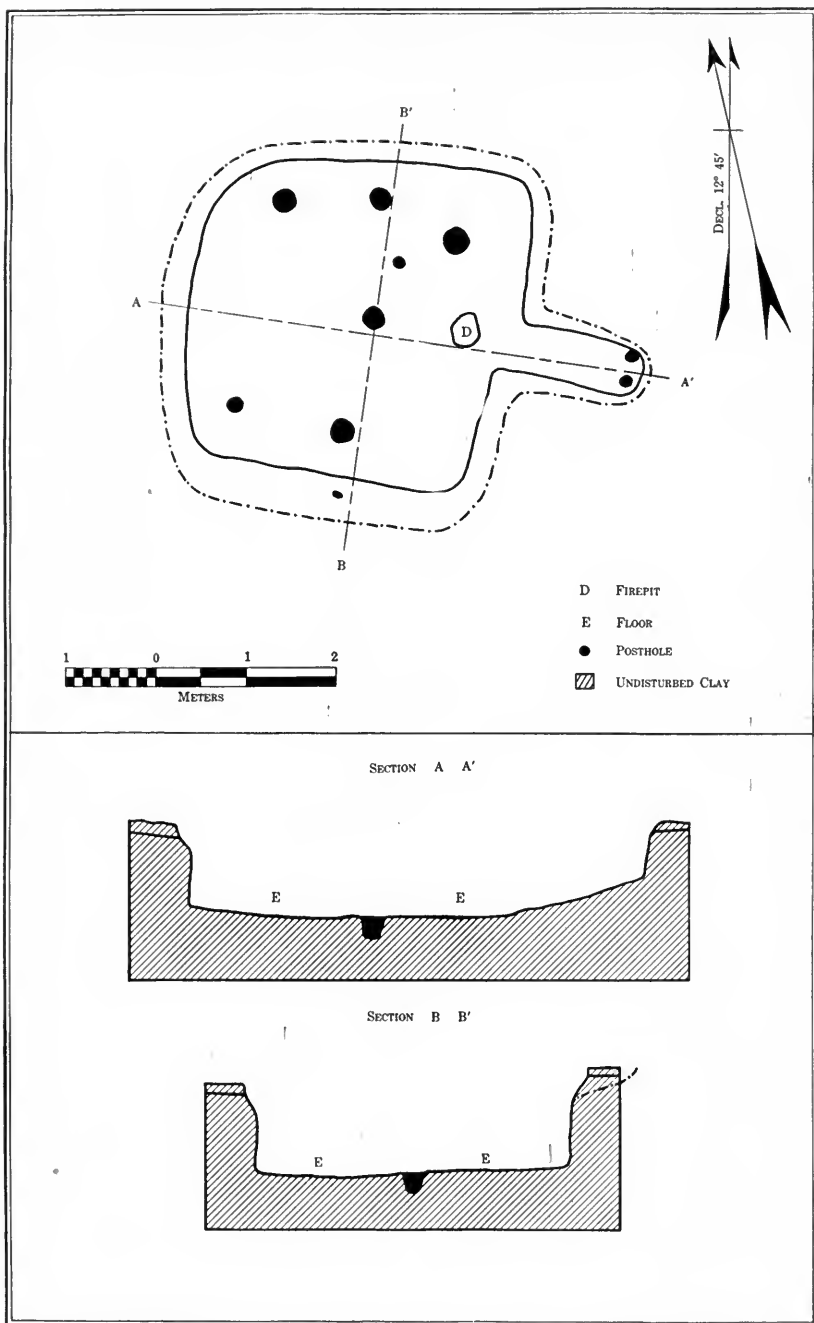 B'
DECL. 12° 45'
A
D
A'
B
D FIREPIT
E FLOOR
POSTHOLE
UNDISTURBED CLAY
1 0 1 2
METERS
SECTION A A'
E E
SECTION B B'
E E